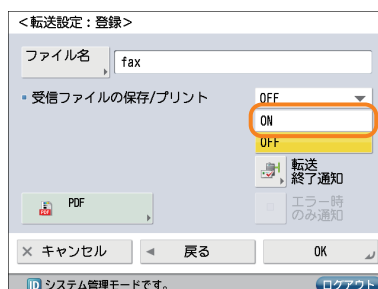 <転送設定：登録>
ファイル名
fax
受信ファイルの保存/プリント
OFF
ON
OFF
転送
終了通知
PDF
エラー時
のみ通知
× キャンセル
戻る
OK
ID システム管理モードです。
ログアウト